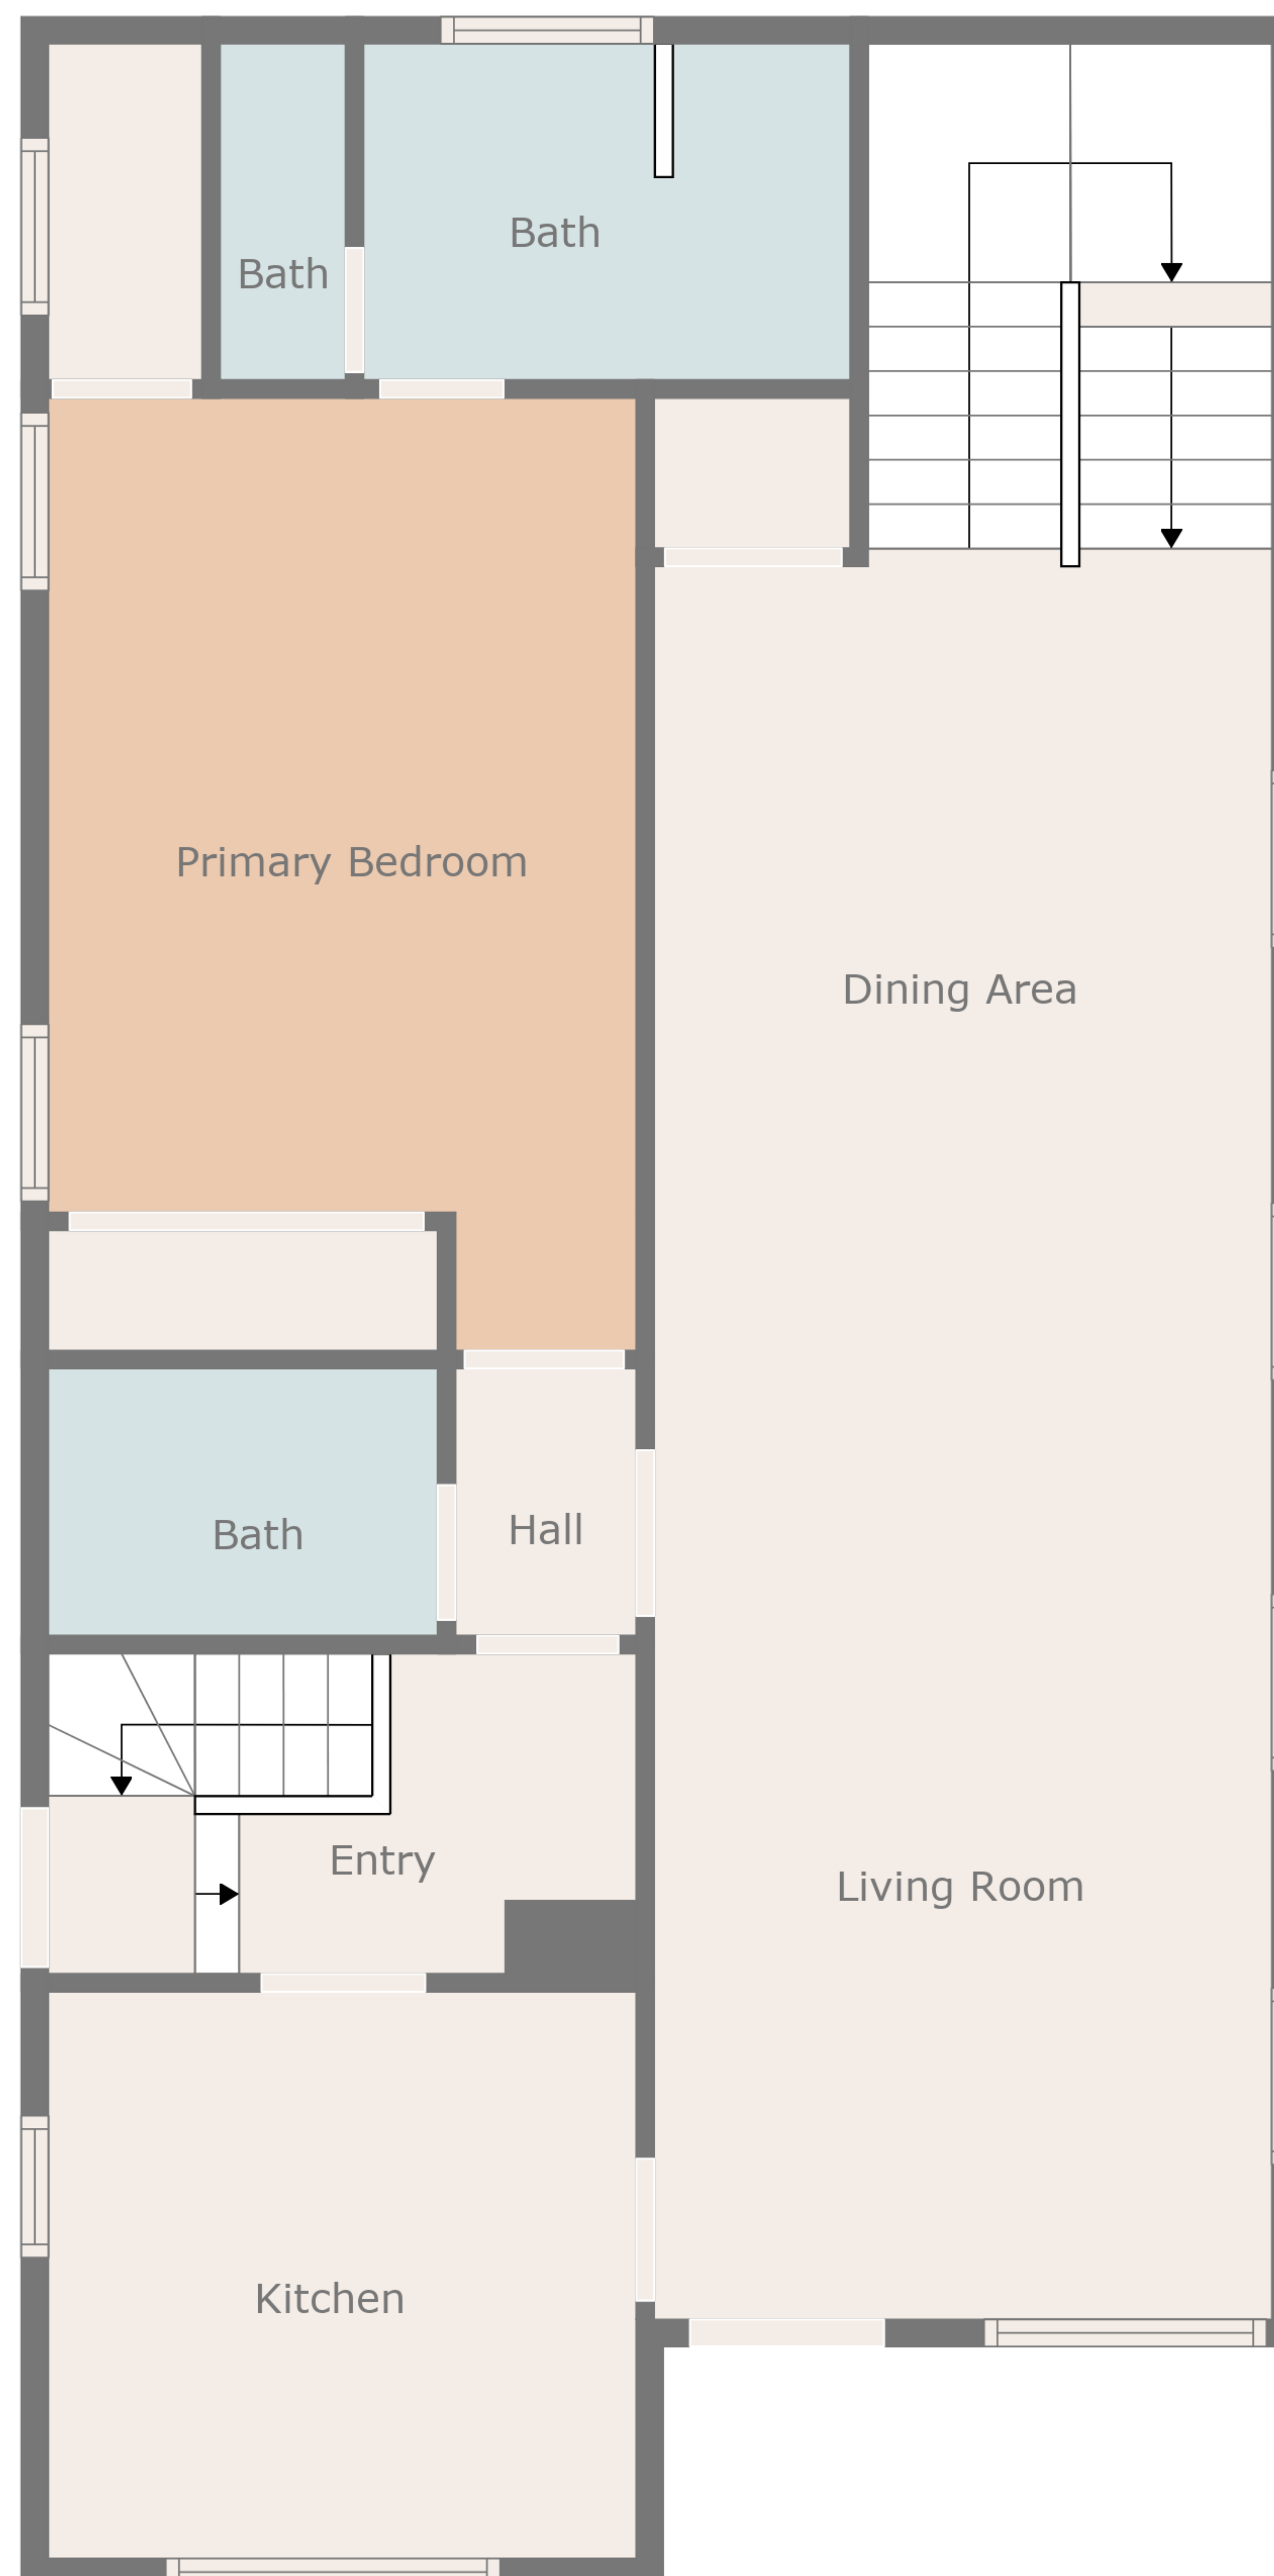 Bath
Bath
Primary Bedroom
Dining Area
Bath
Hall
Entry
Living Room
Kitchen